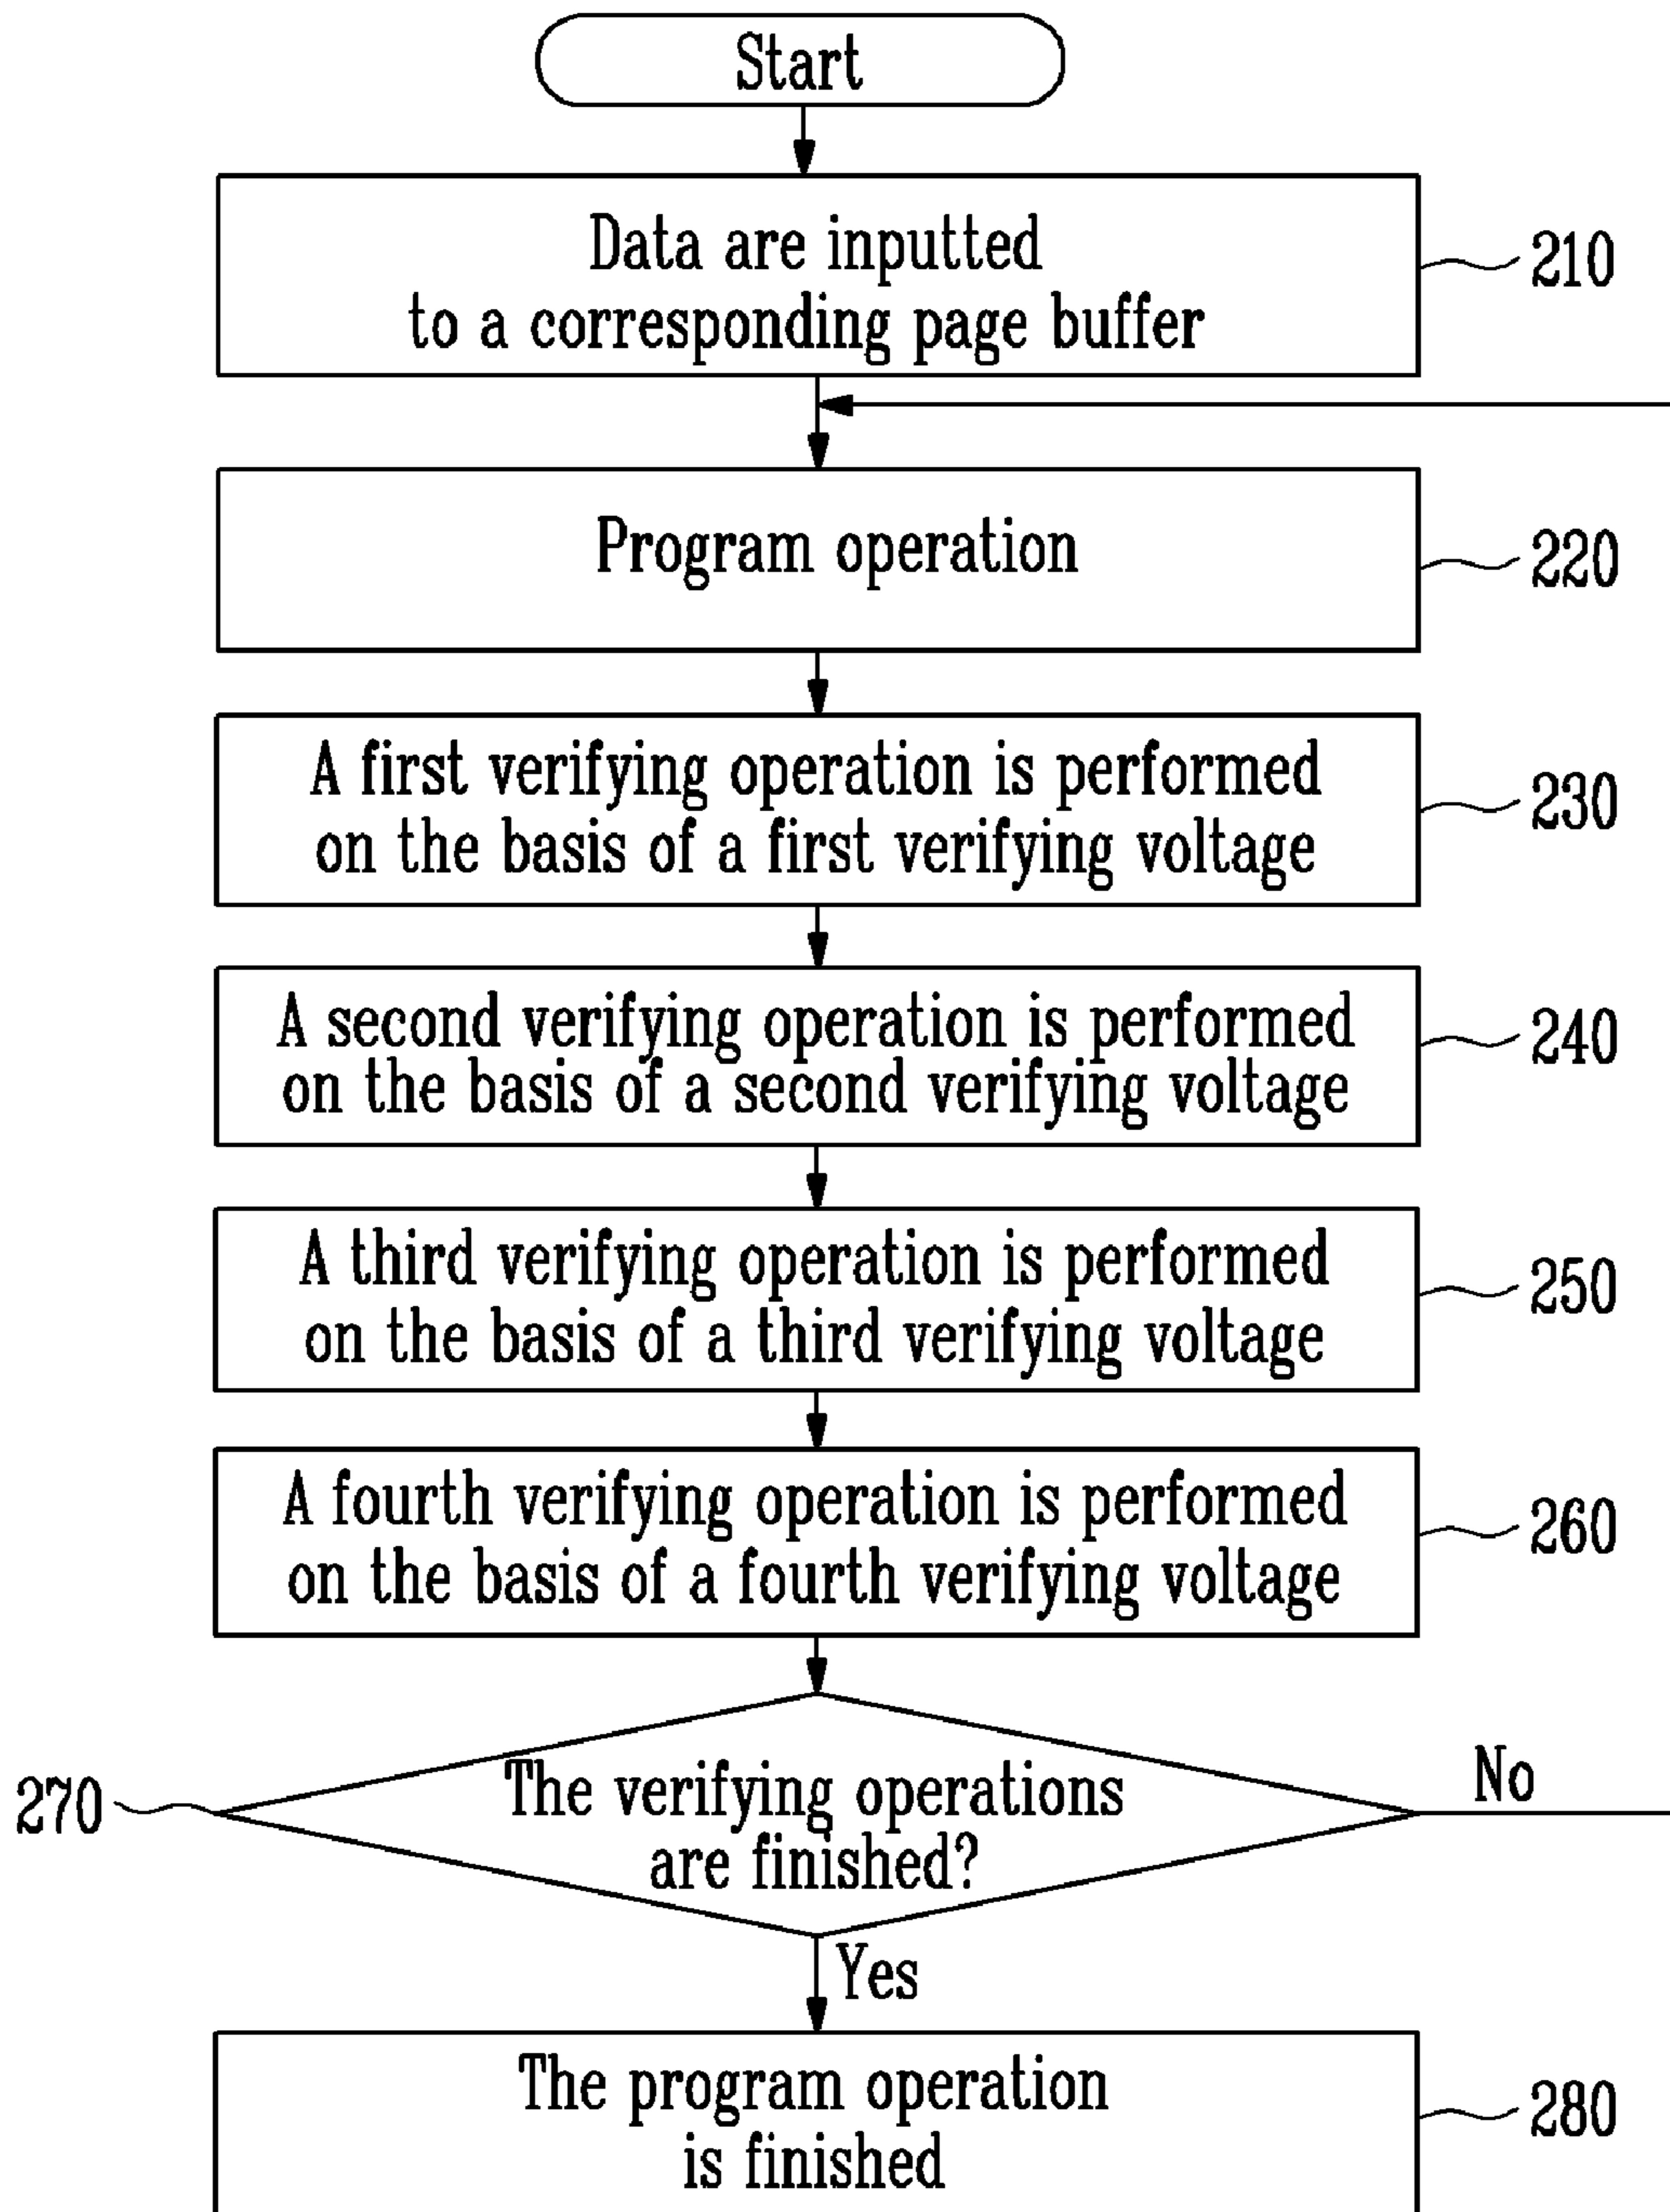 Start
Data are inputted
to a corresponding page buffer
210
Program operation
220
A first verifying operation is performed
on the basis of a first verifying voltage
230
A second verifying operation is performed
on the basis of a second verifying voltage
240
A third verifying operation is performed
on the basis of a third verifying voltage
250
A fourth verifying operation is performed
on the basis of a fourth verifying voltage
260
The verifying operations
are finished?
270
No
Yes
The program operation
is finished
280